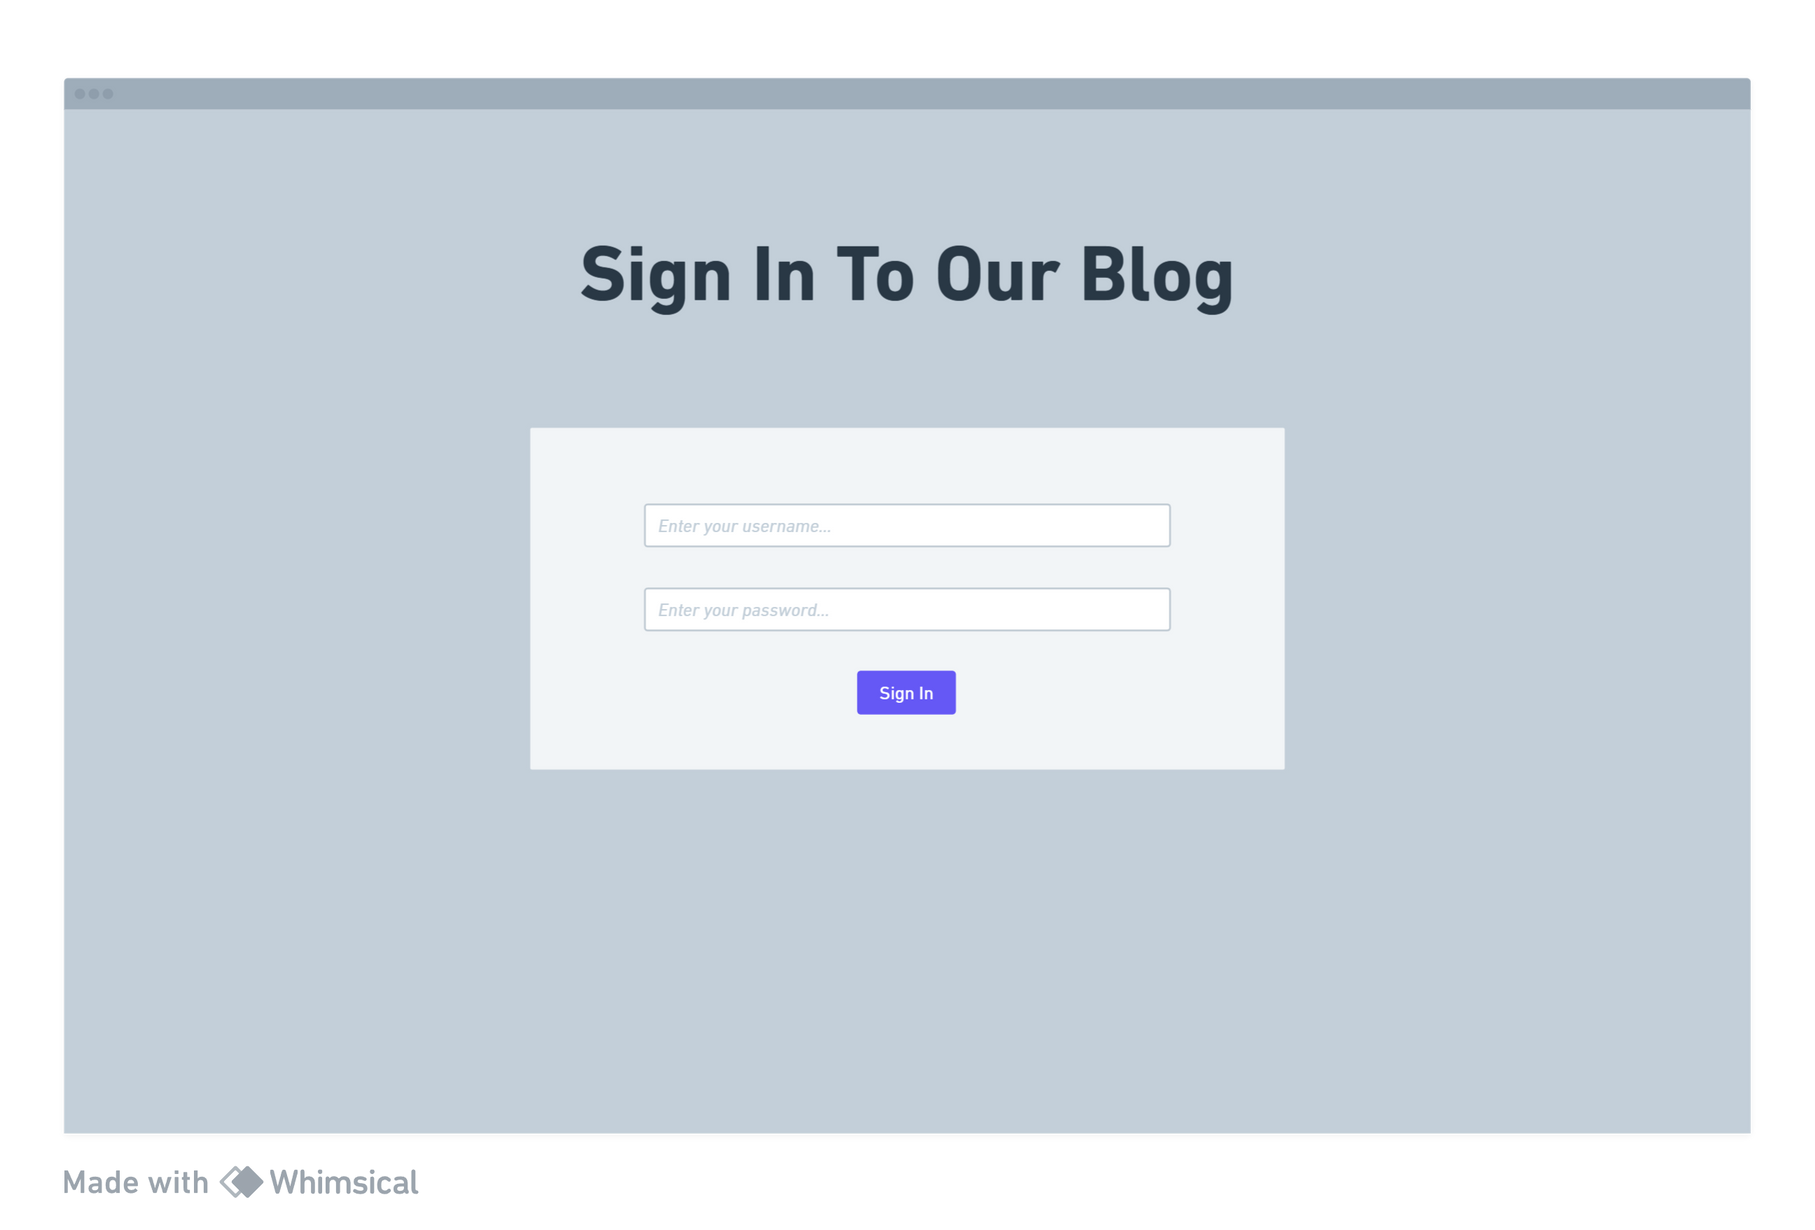 Sign In To Our Blog
Enter your username...
Enter your password...
Sign In
Made with Whimsical